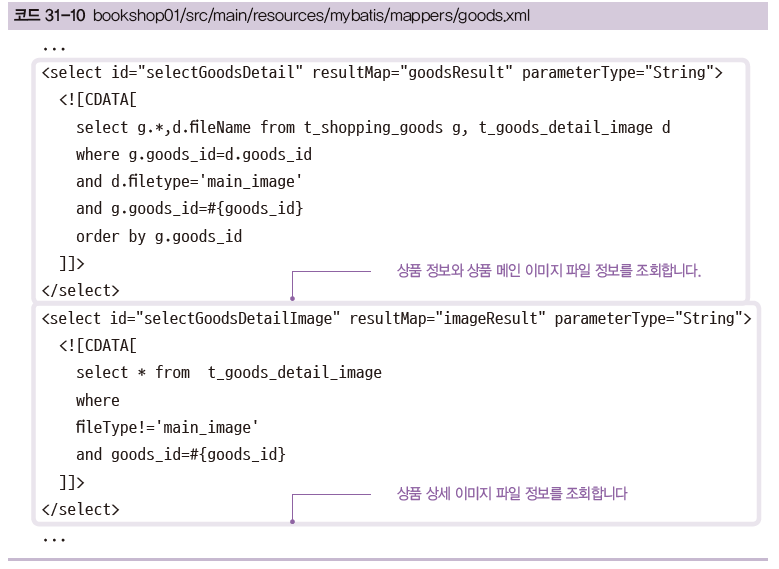 코드 31-10 bookshop01/src/main/resources/mybatis/mappers/goods.xml
...
<select id="selectGoodsDetail" resultMap="goodsResult" parameterType="String">
<![CDATA[
select g.*,d.fileName from t_shopping_goods g, t_goods_detail_image d
where g.goods_id=d.goods_id
and d.filetype='main_image'
and g.goods_id=#{goods_id}
order by g.goods_id
]]>
상품 정보와 상품 메인 이미지 파일 정보를 조회합니다.
</select>
<select id="selectGoodsDetailImage" resultMap="imageResult" parameterType="String">
<![CDATA[
select * from  t_goods_detail_image
where
fileType!='main_image'
and goods_id=#{goods_id}
]]>
상품 상세 이미지 파일 정보를 조회합니다
</select>
...